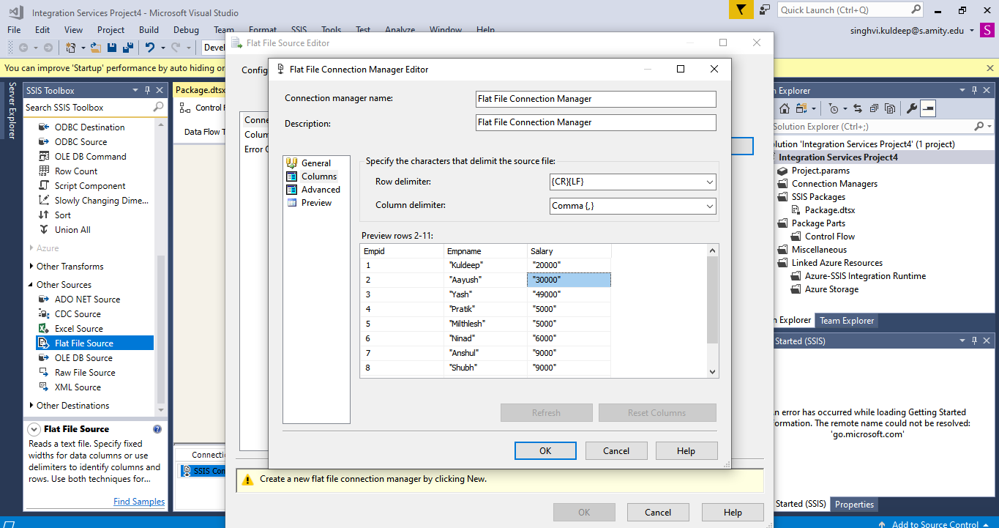 Integration Services Project4 - Microsoft Visual Studio
Quick Launch (Ctrl+Q)
File Edit View Project Build Debug Team Format SSIS Tools Test Analyze Window Help
singhvi.kuldeep@s.amity.edu S
Devel
You can improve 'Startup' performance by auto hiding or
Server Explorer
SSIS Toolbox
Search SSIS Toolbox
ODBC Destination
ODBC Source
OLE DB Command
Row Count
Script Component
Slowly Changing Dime...
Sort
Union All
Azure
Other Transforms
Other Sources
ADO NET Source
CDC Source
Excel Source
Flat File Source
OLE DB Source
Raw File Source
XML Source
Other Destinations
Flat File Source
Reads a text file. Specify fixed
widths for data columns or use
delimiters to identify columns and
rows. Use both techniques for...
Find Samples
Package.dtsx
Control F
Data Flow T
Connecti
SSIS Con
Flat File Source Editor
Config
Conne
Colum
Error O
Flat File Connection Manager Editor
Connection manager name: Flat File Connection Manager
Description: Flat File Connection Manager
General
Columns
Advanced
Preview
Specify the characters that delimit the source file:
Row delimiter: {CR}{LF}
Column delimiter: Comma {,}
Preview rows 2-11:
Empid Empname Salary
1 "Kuldeep" "20000"
2 "Aayush" "30000"
3 "Yash" "49000"
4 "Pratik" "5000"
5 "Milthlesh" "5000"
6 "Ninad" "6000"
7 "Anshul" "9000"
8 "Shubh" "9000"
Refresh Reset Columns
OK Cancel Help
Create a new flat file connection manager by clicking New.
OK Cancel Help
n Explorer
Solution Explorer (Ctrl+;)
olution 'Integration Services Project4' (1 project)
Integration Services Project4
Project.params
Connection Managers
SSIS Packages
Package.dtsx
Package Parts
Control Flow
Miscellaneous
Linked Azure Resources
Azure-SSIS Integration Runtime
Azure Storage
n Explorer Team Explorer
Started (SSIS)
n error has occurred while loading Getting Started
formation. The remote name could not be resolved:
'go.microsoft.com'
Started (SSIS) Properties
Add to Source Control